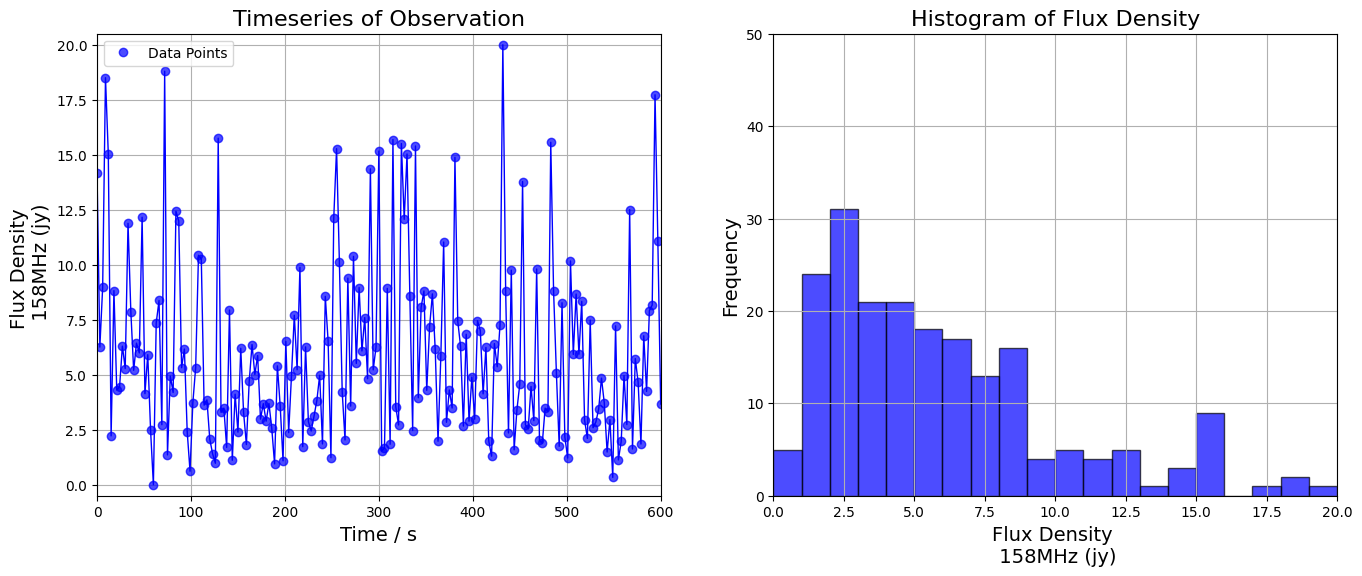 Timeseries of Observation
Data Points
20.0
17.5
15.0
12.5
10.0
7.5
5.0
2.5
0.0
Flux Density
158MHz (jy)
0 100 200 300 400 500 600
Time / s
Histogram of Flux Density
50
40
30
20
10
0
Frequency
0.0 2.5 5.0 7.5 10.0 12.5 15.0 17.5 20.0
Flux Density
158MHz (jy)